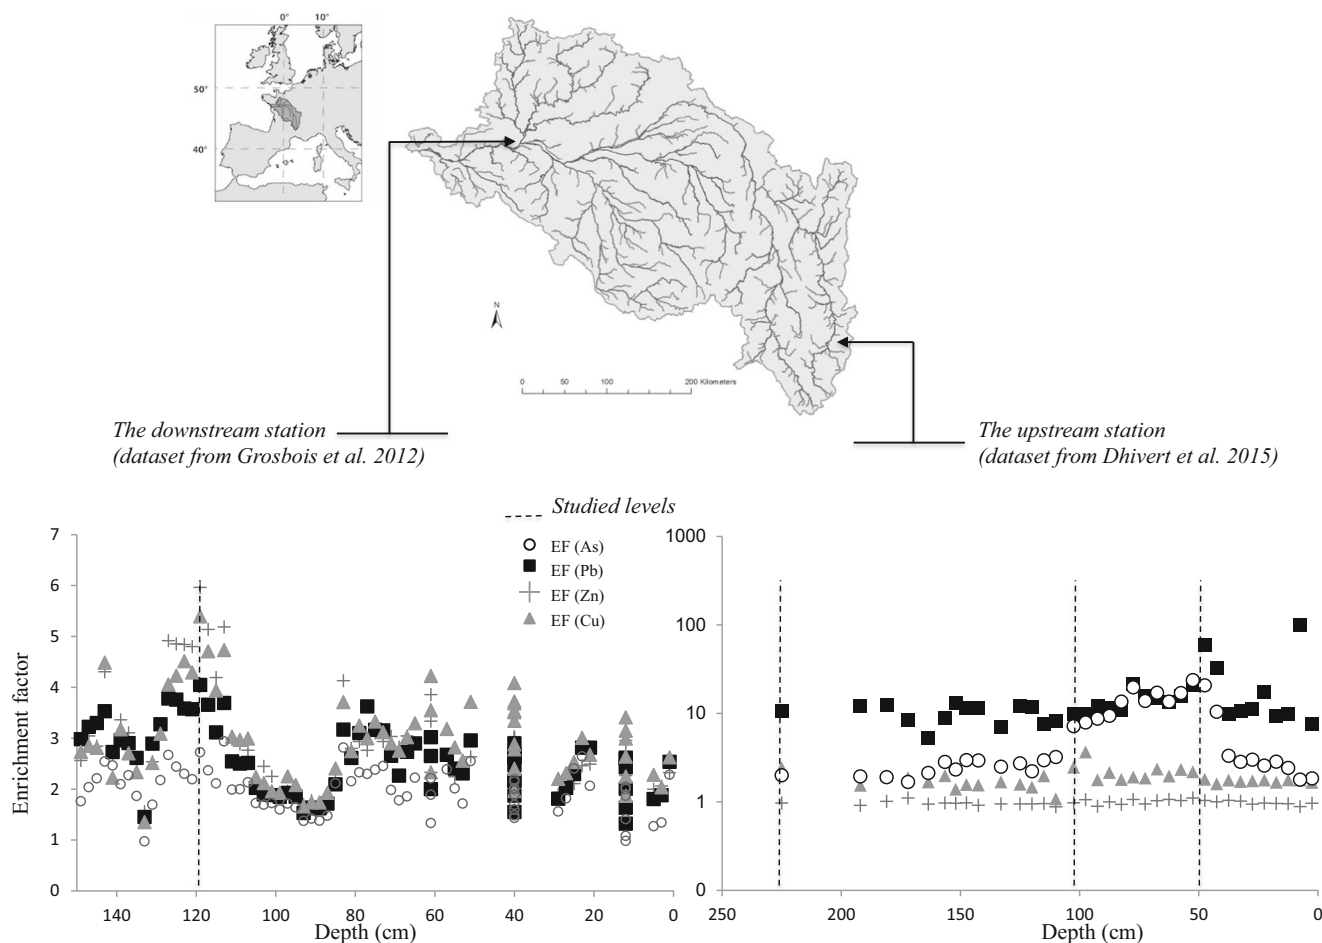 0° 10°
50°
40°
N
0 50 100 200 Kilometers
The downstream station
(dataset from Grosbois et al. 2012)
The upstream station
(dataset from Dhivert et al. 2015)
Studied levels
EF (As)
EF (Pb)
EF (Zn)
EF (Cu)
Enrichment factor
7
6
5
4
3
2
1
0
140 120 100 80 60 40 20 0
Depth (cm)
1000
100
10
1
0
250 200 150 100 50 0
Depth (cm)